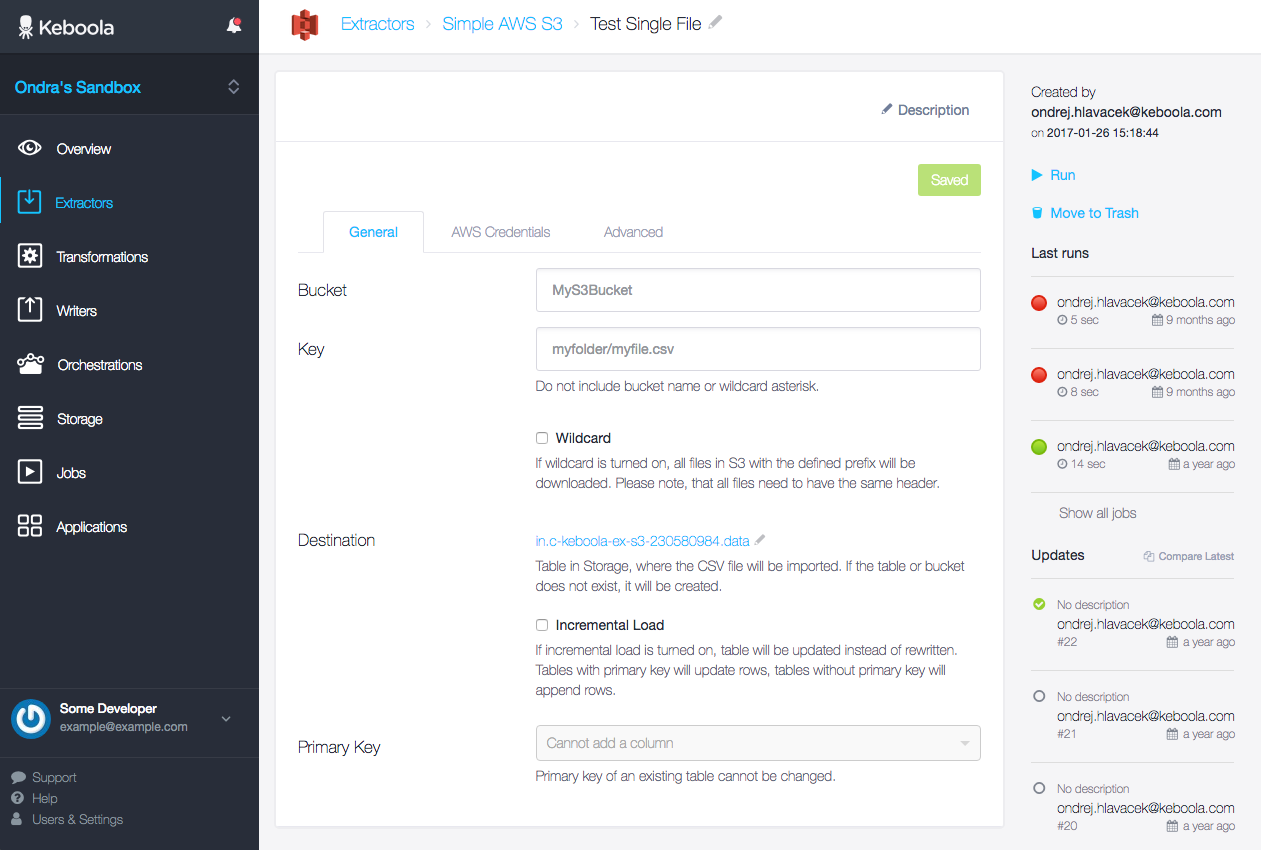 Keboola
Ondra's Sandbox
Overview
Extractors
Transformations
Writers
Orchestrations
Storage
Jobs
Applications
Some Developer
example@example.com
Support
Help
Users & Settings
Extractors › Simple AWS S3 › Test Single File
Description
Saved
General AWS Credentials Advanced
Bucket MyS3Bucket
Key myfolder/myfile.csv
Do not include bucket name or wildcard asterisk.
Wildcard
If wildcard is turned on, all files in S3 with the defined prefix will be
downloaded. Please note, that all files need to have the same header.
Destination in.c-keboola-ex-s3-230580984.data
Table in Storage, where the CSV file will be imported. If the table or bucket
does not exist, it will be created.
Incremental Load
If incremental load is turned on, table will be updated instead of rewritten.
Tables with primary key will update rows, tables without primary key will
append rows.
Primary Key Cannot add a column
Primary key of an existing table cannot be changed.
Created by
ondrej.hlavacek@keboola.com
on 2017-01-26 15:18:44
Run
Move to Trash
Last runs
ondrej.hlavacek@keboola.com
5 sec 9 months ago
ondrej.hlavacek@keboola.com
8 sec 9 months ago
ondrej.hlavacek@keboola.com
14 sec a year ago
Show all jobs
Updates Compare Latest
No description
ondrej.hlavacek@keboola.com
#22 a year ago
No description
ondrej.hlavacek@keboola.com
#21 a year ago
No description
ondrej.hlavacek@keboola.com
#20 a year ago